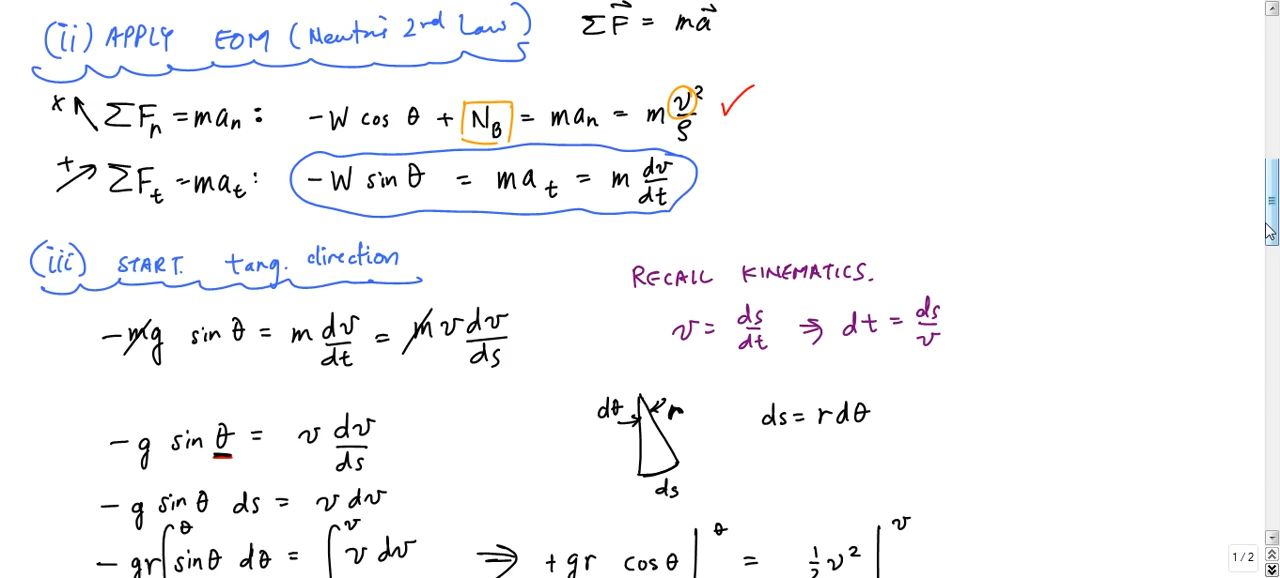 (ii) APPLY EOM (Newton's 2nd Law) ΣF⃗ = ma⃗
ΣFn = man : -W cos θ + NB = man = m v²/ρ ✓
+ ΣFt = mat : -W sin θ = mat = m dv/dt
(iii) START tang. direction
RECALL KINEMATICS.
-mg sin θ = m dv/dt = m v dv/ds
v = ds/dt ⇒ dt = ds/v
dθ r ds = r dθ
-g sin θ = v dv/ds
ds
-g sin θ ds = v dv
-gr ∫^θ sin θ dθ = ∫^v v dv ⇒ +gr cos θ |^θ = ½v² |^v
1 / 2